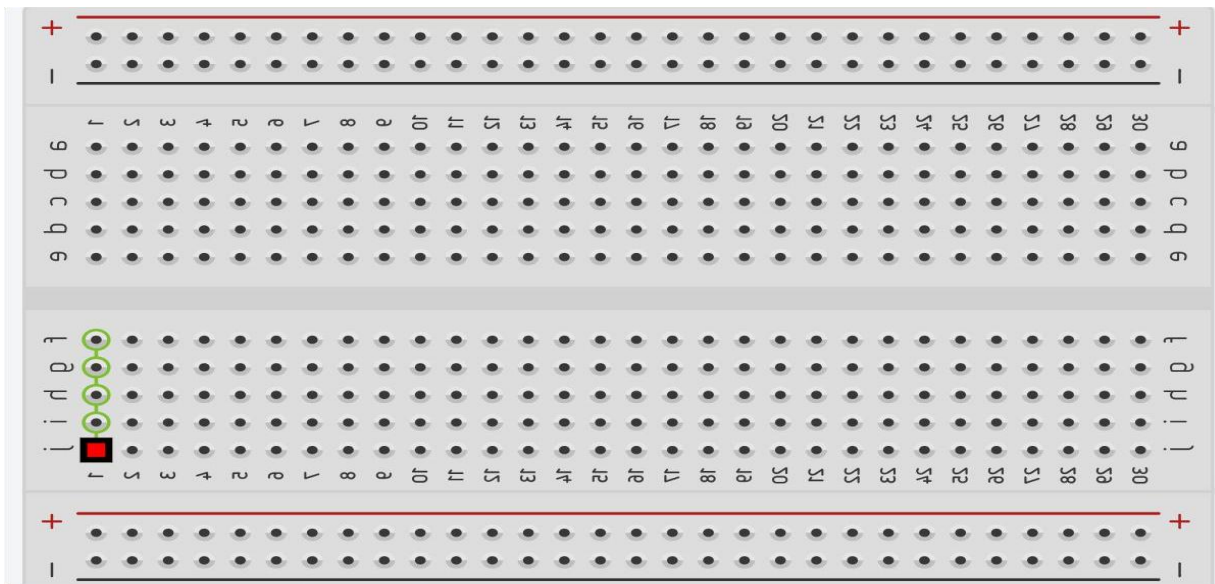 + +
- -
1 2 3 4 5 6 7 8 9 10 11 12 13 14 15 16 17 18 19 20 21 22 23 24 25 26 27 28 29 30
a a
b b
c c
d d
e e
f f
g g
h h
i i
j j
1 2 3 4 5 6 7 8 9 10 11 12 13 14 15 16 17 18 19 20 21 22 23 24 25 26 27 28 29 30
+ +
- -